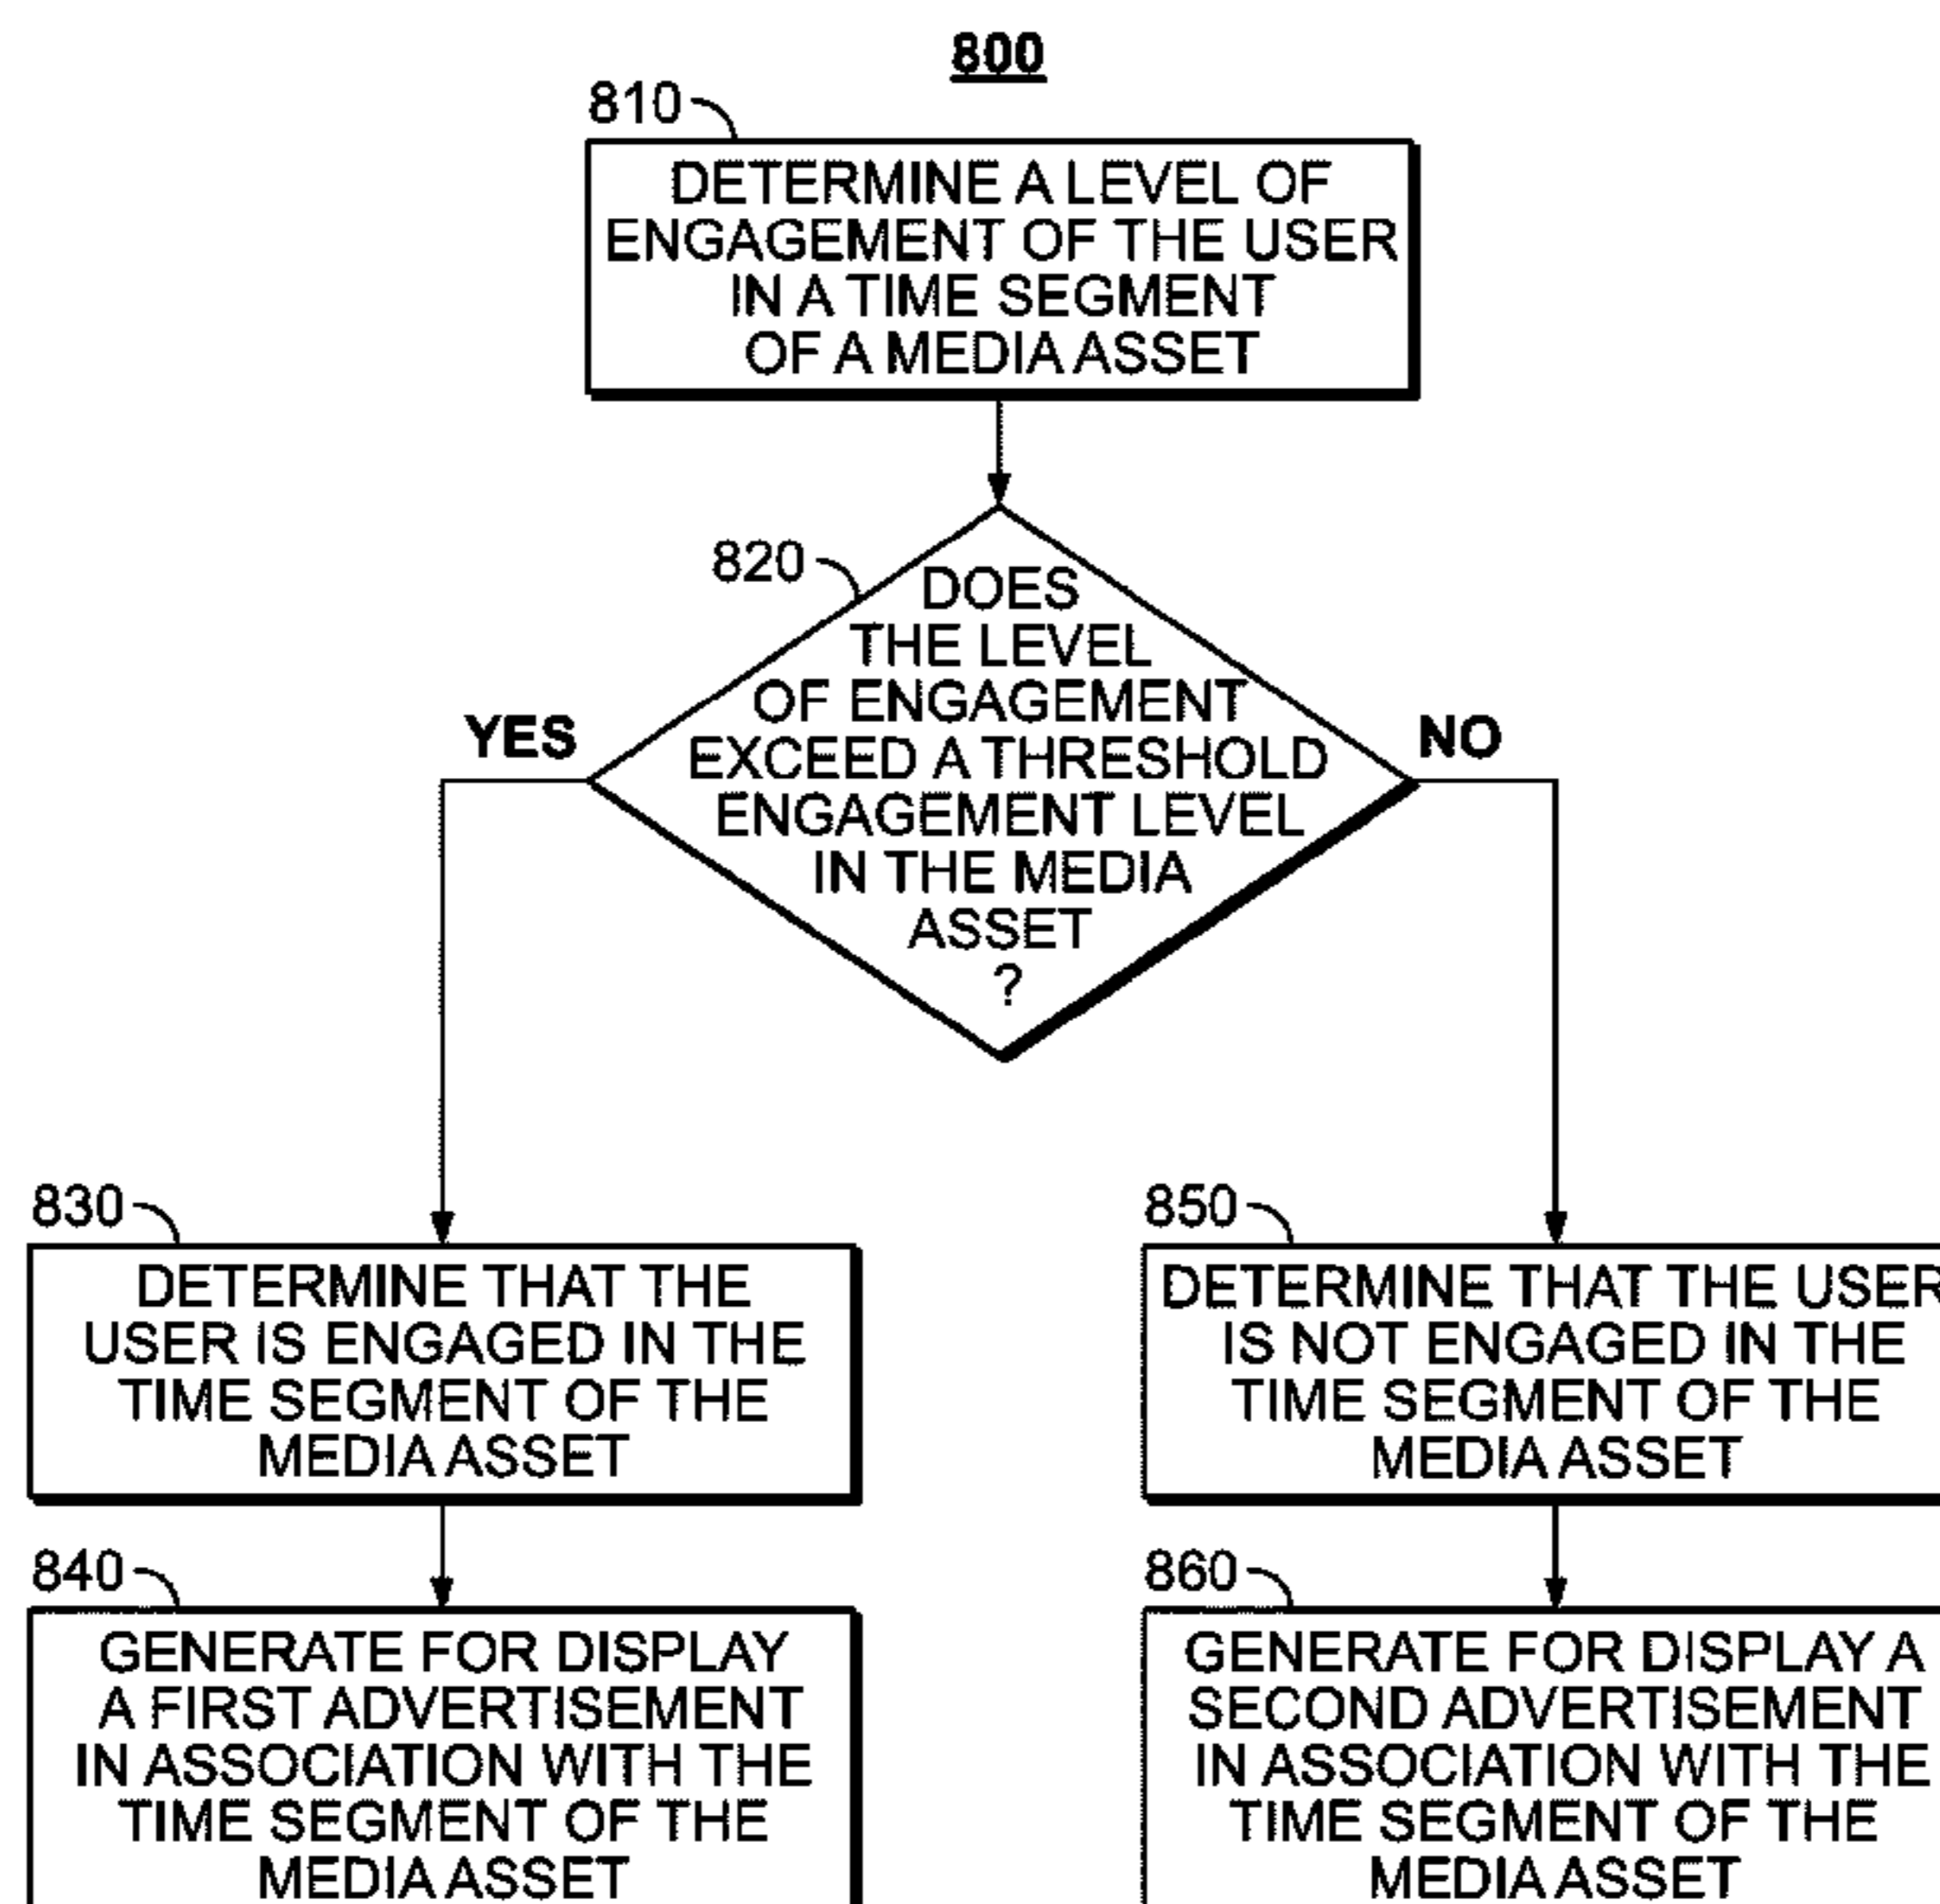 800
810
DETERMINE A LEVEL OF
ENGAGEMENT OF THE USER
IN A TIME SEGMENT
OF A MEDIA ASSET
820
DOES
THE LEVEL
OF ENGAGEMENT
EXCEED A THRESHOLD
ENGAGEMENT LEVEL
IN THE MEDIA
ASSET
?
YES
NO
830
DETERMINE THAT THE
USER IS ENGAGED IN THE
TIME SEGMENT OF THE
MEDIA ASSET
840
GENERATE FOR DISPLAY
A FIRST ADVERTISEMENT
IN ASSOCIATION WITH THE
TIME SEGMENT OF THE
MEDIA ASSET
850
DETERMINE THAT THE USER
IS NOT ENGAGED IN THE
TIME SEGMENT OF THE
MEDIA ASSET
860
GENERATE FOR DISPLAY A
SECOND ADVERTISEMENT
IN ASSOCIATION WITH THE
TIME SEGMENT OF THE
MEDIA ASSET